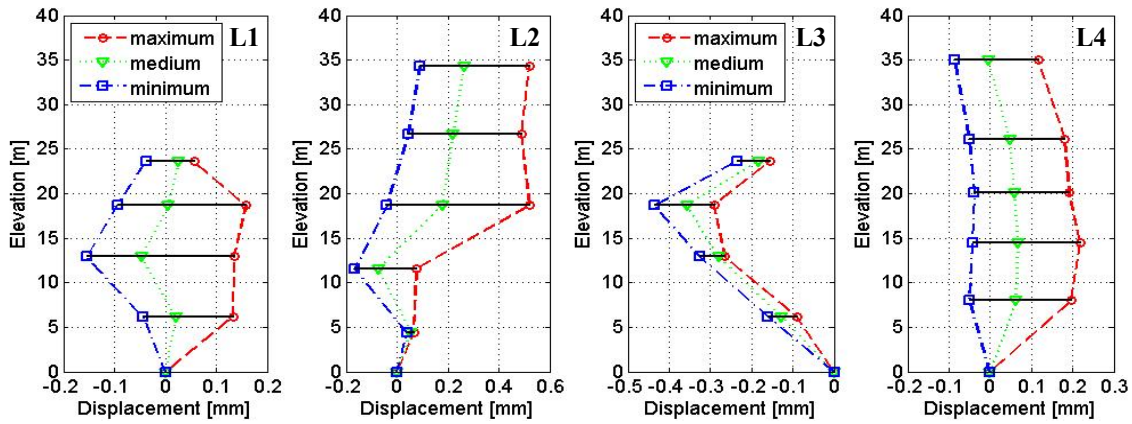 40
35
30
25
20
15
10
5
0
Elevation [m]
-0.2 -0.1 0 0.1 0.2
Displacement [mm]
maximum
medium
minimum
L1
40
35
30
25
20
15
10
5
0
Elevation [m]
-0.2 0 0.2 0.4 0.6
Displacement [mm]
L2
40
35
30
25
20
15
10
5
0
Elevation [m]
-0.5 -0.4 -0.3 -0.2 -0.1 0
Displacement [mm]
maximum
medium
minimum
L3
40
35
30
25
20
15
10
5
0
Elevation [m]
-0.2 -0.1 0 0.1 0.2 0.3
Displacement [mm]
L4